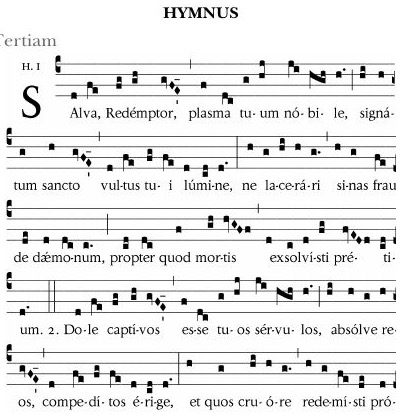 HYMNUS
Tertiam
H. I
S Alva, Redémptor, plasma tu-um nó-bi-le, signá-
tum sancto vul-tus tu-i lúmi-ne, ne la-ce-rá-ri si-nas frau
de dæmo-num, propter quod mor-tis exsolví-sti pré-ti-
um. 2. Do-le captí-vos es-se tu-os sér-vu-los, absólve re-
os, compe-dí-tos é-ri-ge, et quos cru-ó-re rede-mí-sti pró-